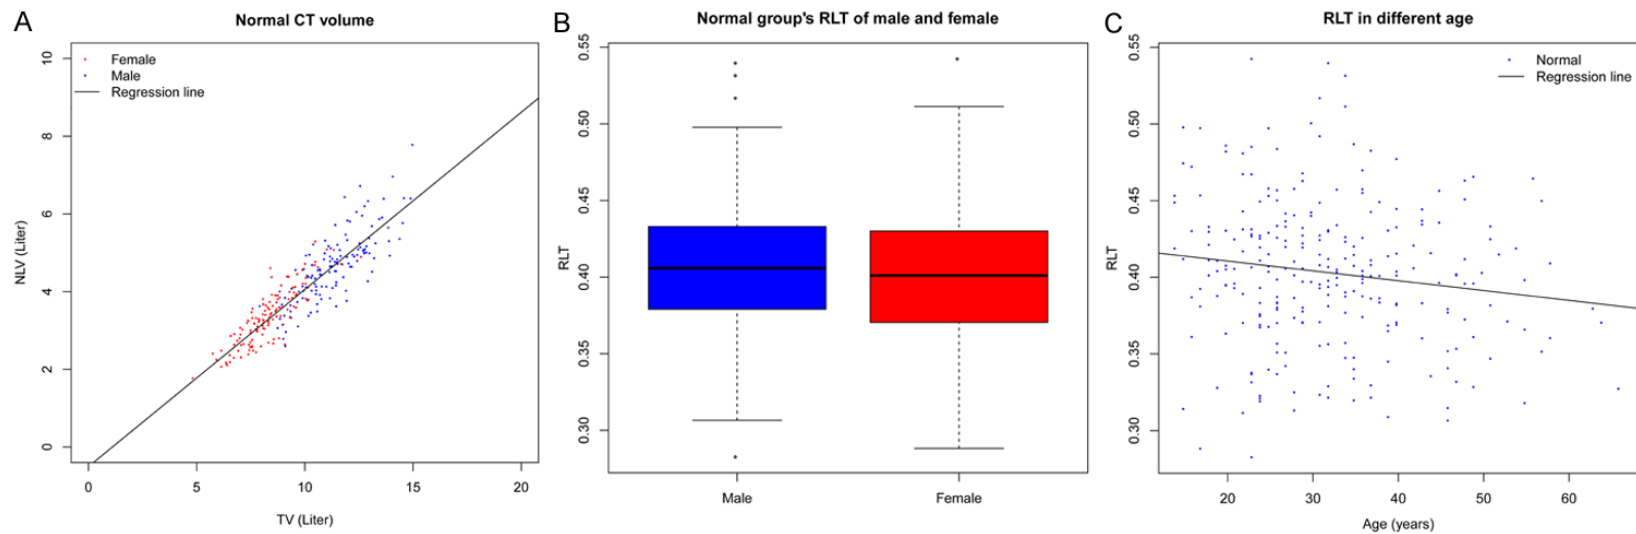 A
Normal CT volume
Female
Male
Regression line
10
8
6
4
2
0
NLV (Liter)
0 5 10 15 20
TV (Liter)
B
Normal group's RLT of male and female
0.55
0.50
0.45
0.40
0.35
0.30
RLT
Male Female
C
RLT in different age
Normal
Regression line
0.55
0.50
0.45
0.40
0.35
0.30
RLT
20 30 40 50 60
Age (years)